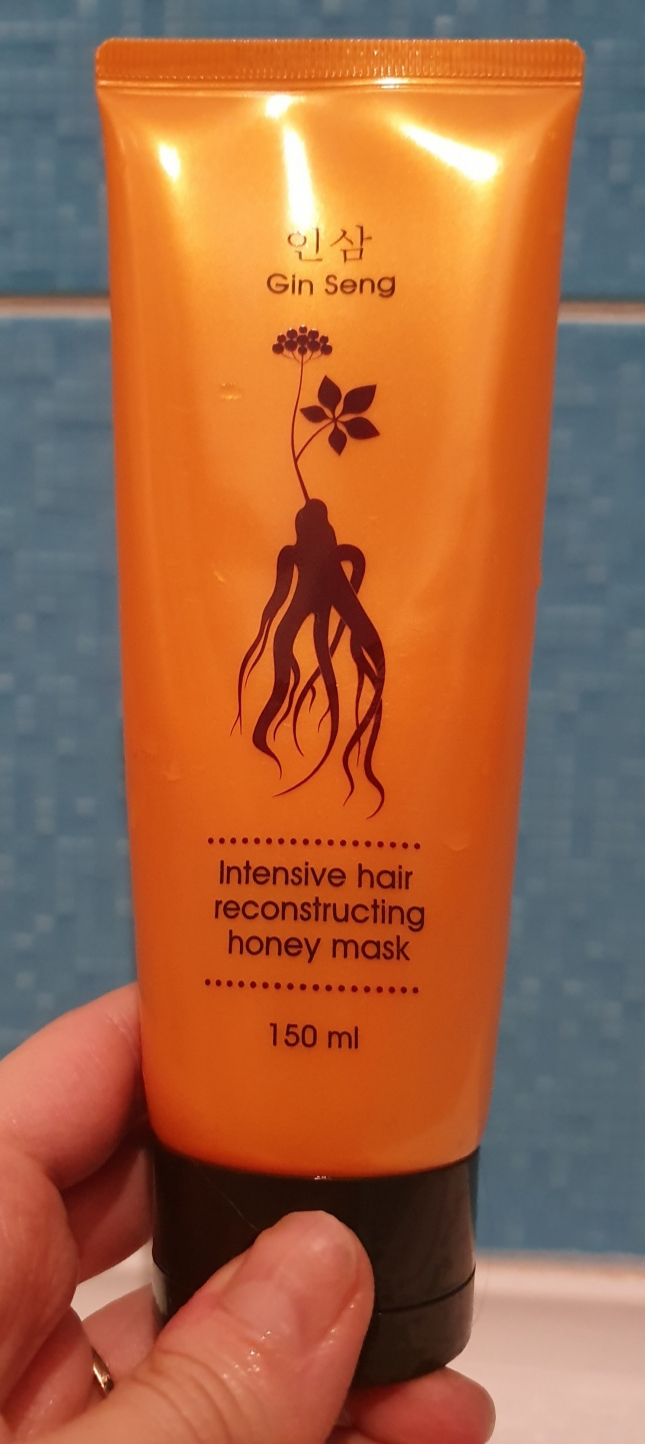 인삼
Gin Seng
Intensive hair
reconstructing
honey mask
150 ml